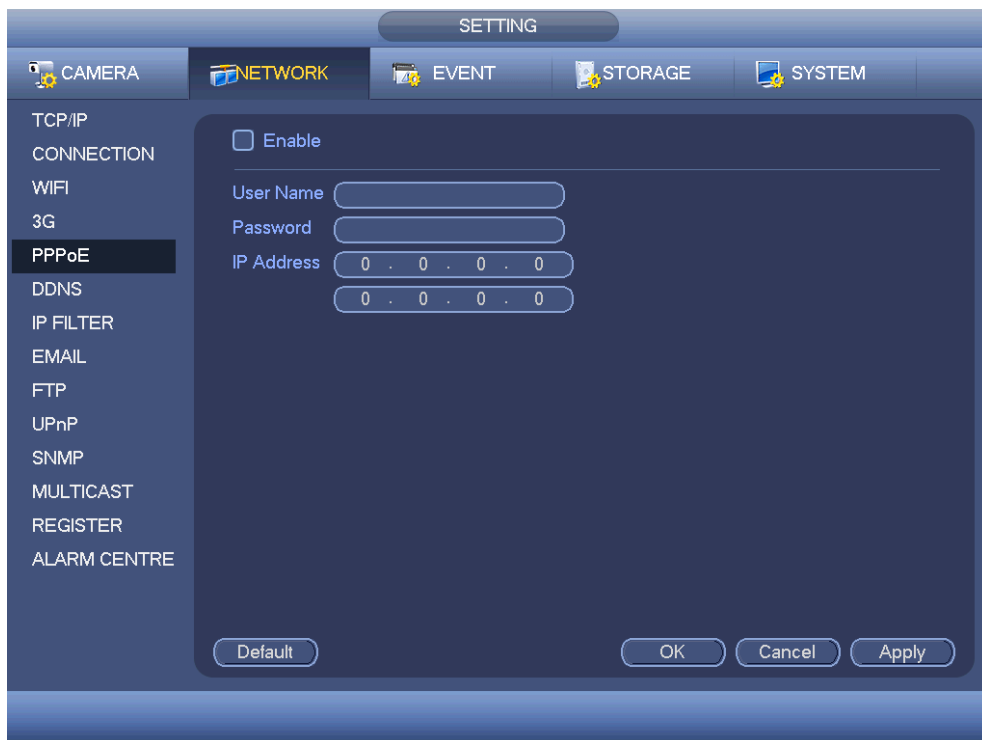 SETTING
CAMERA NETWORK EVENT STORAGE SYSTEM
TCP/IP
CONNECTION
WIFI
3G
PPPoE
DDNS
IP FILTER
EMAIL
FTP
UPnP
SNMP
MULTICAST
REGISTER
ALARM CENTRE
Enable
User Name
Password
IP Address 0 . 0 . 0 . 0
0 . 0 . 0 . 0
Default OK Cancel Apply